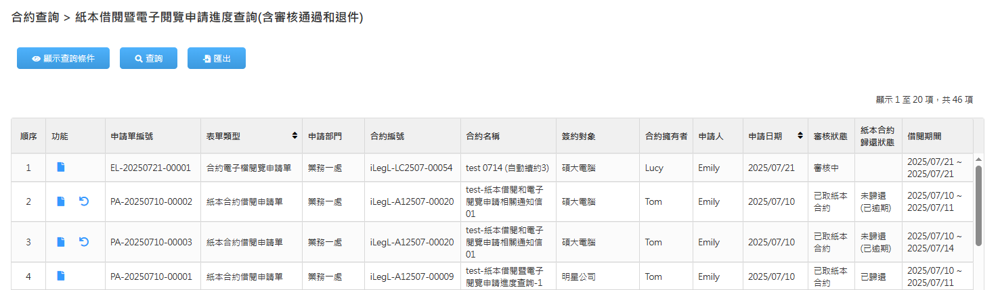 合約查詢 > 紙本借閱暨電子閱覽申請進度查詢(含審核通過和退件)
顯示查詢條件 查詢 匯出
顯示 1 至 20 項，共 46 項
順序 功能 申請單編號 表單類型 申請部門 合約編號 合約名稱 簽約對象 合約擁有者 申請人 申請日期 審核狀態 紙本合約歸還狀態 借閱期間
1 EL-20250721-00001 合約電子檔閱覽申請單 業務一處 iLegL-LC2507-00054 test 0714 (自動續約3) 碩大電腦 Lucy Emily 2025/07/21 審核中 2025/07/21 ~ 2025/07/21
2 PA-20250710-00002 紙本合約借閱申請單 業務一處 iLegL-A12507-00020 test-紙本借閱和電子閱覽申請相關通知信01 碩大電腦 Tom Emily 2025/07/10 已取紙本合約 未歸還(已逾期) 2025/07/10 ~ 2025/07/11
3 PA-20250710-00003 紙本合約借閱申請單 業務一處 iLegL-A12507-00020 test-紙本借閱和電子閱覽申請相關通知信01 碩大電腦 Tom Emily 2025/07/10 已取紙本合約 未歸還(已逾期) 2025/07/10 ~ 2025/07/14
4 PA-20250710-00001 紙本合約借閱申請單 業務一處 iLegL-A12507-00009 test-紙本借閱暨電子閱覽申請進度查詢-1 明星公司 Tom Emily 2025/07/10 已取紙本合約 已歸還 2025/07/10 ~ 2025/07/11